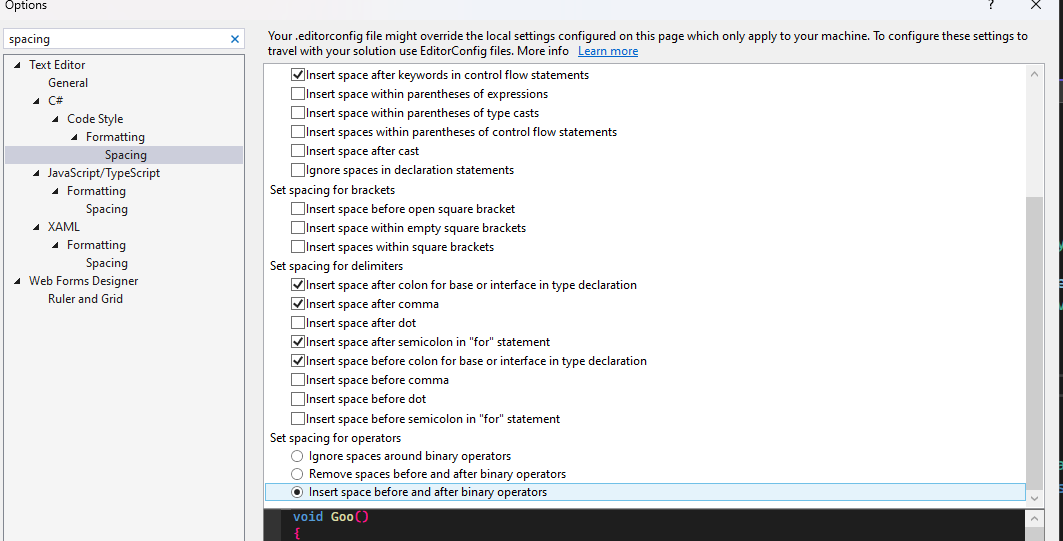 Options
?
spacing
Text Editor
General
C#
Code Style
Formatting
Spacing
JavaScript/TypeScript
Formatting
Spacing
XAML
Formatting
Spacing
Web Forms Designer
Ruler and Grid
Your .editorconfig file might override the local settings configured on this page which only apply to your machine. To configure these settings to
travel with your solution use EditorConfig files. More info Learn more
Insert space after keywords in control flow statements
Insert space within parentheses of expressions
Insert space within parentheses of type casts
Insert spaces within parentheses of control flow statements
Insert space after cast
Ignore spaces in declaration statements
Set spacing for brackets
Insert space before open square bracket
Insert space within empty square brackets
Insert spaces within square brackets
Set spacing for delimiters
Insert space after colon for base or interface in type declaration
Insert space after comma
Insert space after dot
Insert space after semicolon in "for" statement
Insert space before colon for base or interface in type declaration
Insert space before comma
Insert space before dot
Insert space before semicolon in "for" statement
Set spacing for operators
Ignore spaces around binary operators
Remove spaces before and after binary operators
Insert space before and after binary operators
void Goo()
{